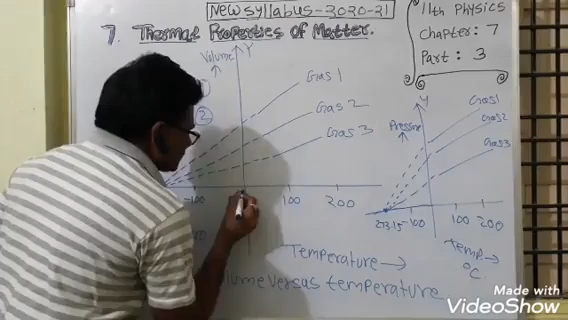 New syllabus-2020-21
7. Thermal Properties of Matter.
11th Physics
chapter: 7
Part: 3
Volume
↑
Y
Gas 1
Gas 2
Gas 3
②
-100
100
200
Temperature →
volume versus temperature
Y
Pressure
↑
Gas1
Gas2
Gas3
273.15
-100
100
200
Temp →
°C.
Made with
VideoShow